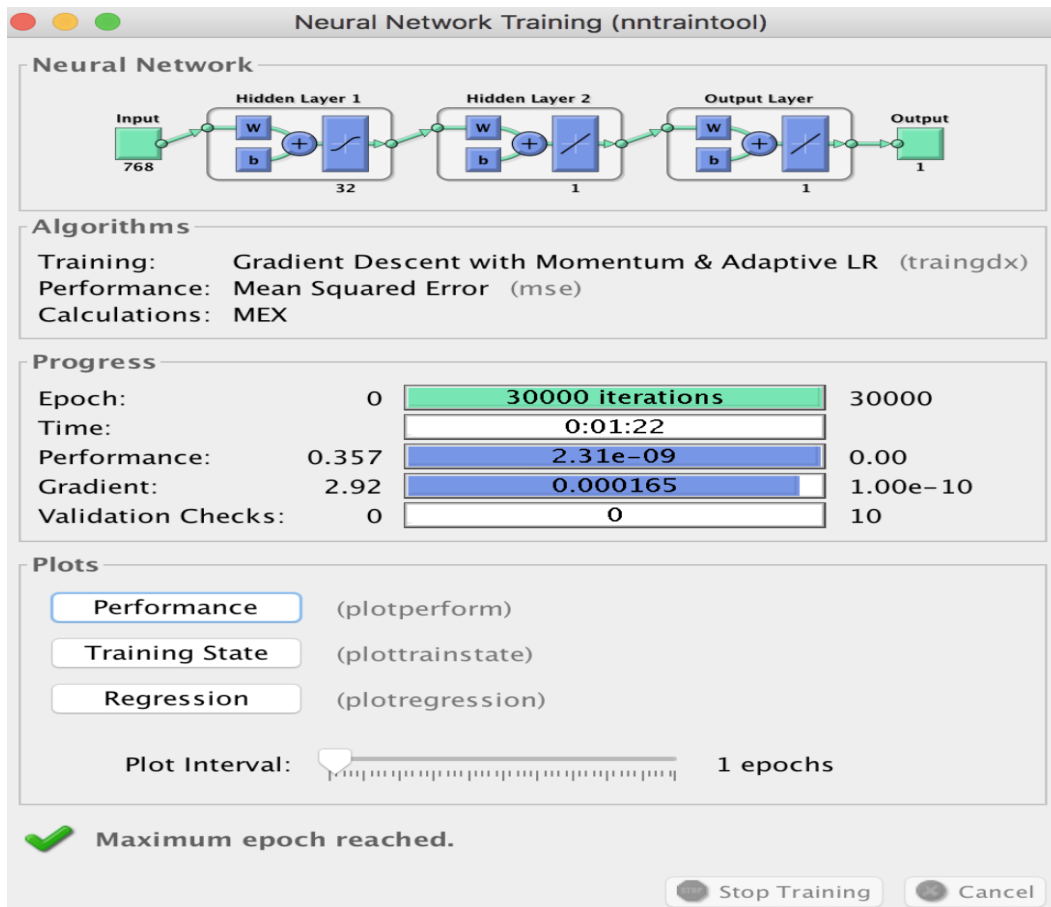 Neural Network Training (nntraintool)
Neural Network
Hidden Layer 1 Hidden Layer 2 Output Layer
Input Output
W W W
+ + +
b b b
768 32 1 1 1
Algorithms
Training: Gradient Descent with Momentum & Adaptive LR (traingdx)
Performance: Mean Squared Error (mse)
Calculations: MEX
Progress
Epoch: 0 30000 iterations 30000
Time: 0:01:22
Performance: 0.357 2.31e-09 0.00
Gradient: 2.92 0.000165 1.00e-10
Validation Checks: 0 0 10
Plots
Performance (plotperform)
Training State (plottrainstate)
Regression (plotregression)
Plot Interval: 1 epochs
Maximum epoch reached.
STOP Stop Training Cancel